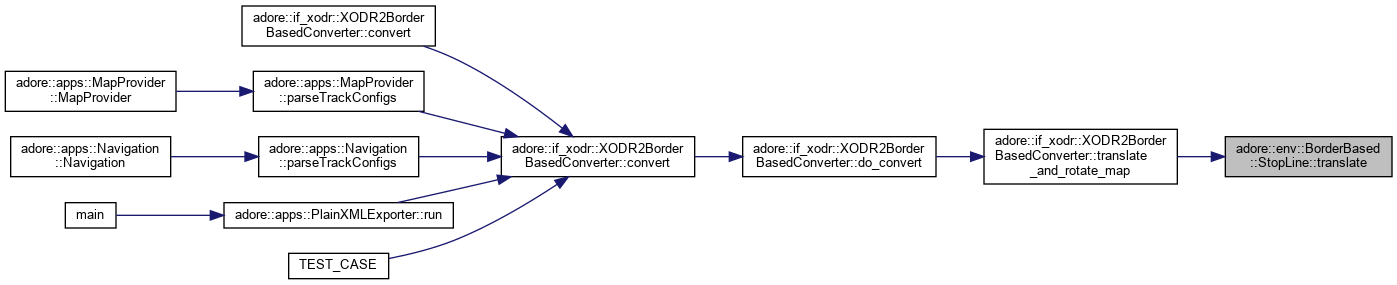 adore::if_xodr::XODR2Border
BasedConverter::convert
adore::apps::MapProvider
::MapProvider
adore::apps::MapProvider
::parseTrackConfigs
adore::apps::Navigation
::Navigation
adore::apps::Navigation
::parseTrackConfigs
adore::if_xodr::XODR2Border
BasedConverter::convert
adore::if_xodr::XODR2Border
BasedConverter::do_convert
adore::if_xodr::XODR2Border
BasedConverter::translate
_and_rotate_map
adore::env::BorderBased
::StopLine::translate
main
adore::apps::PlainXMLExporter::run
TEST_CASE